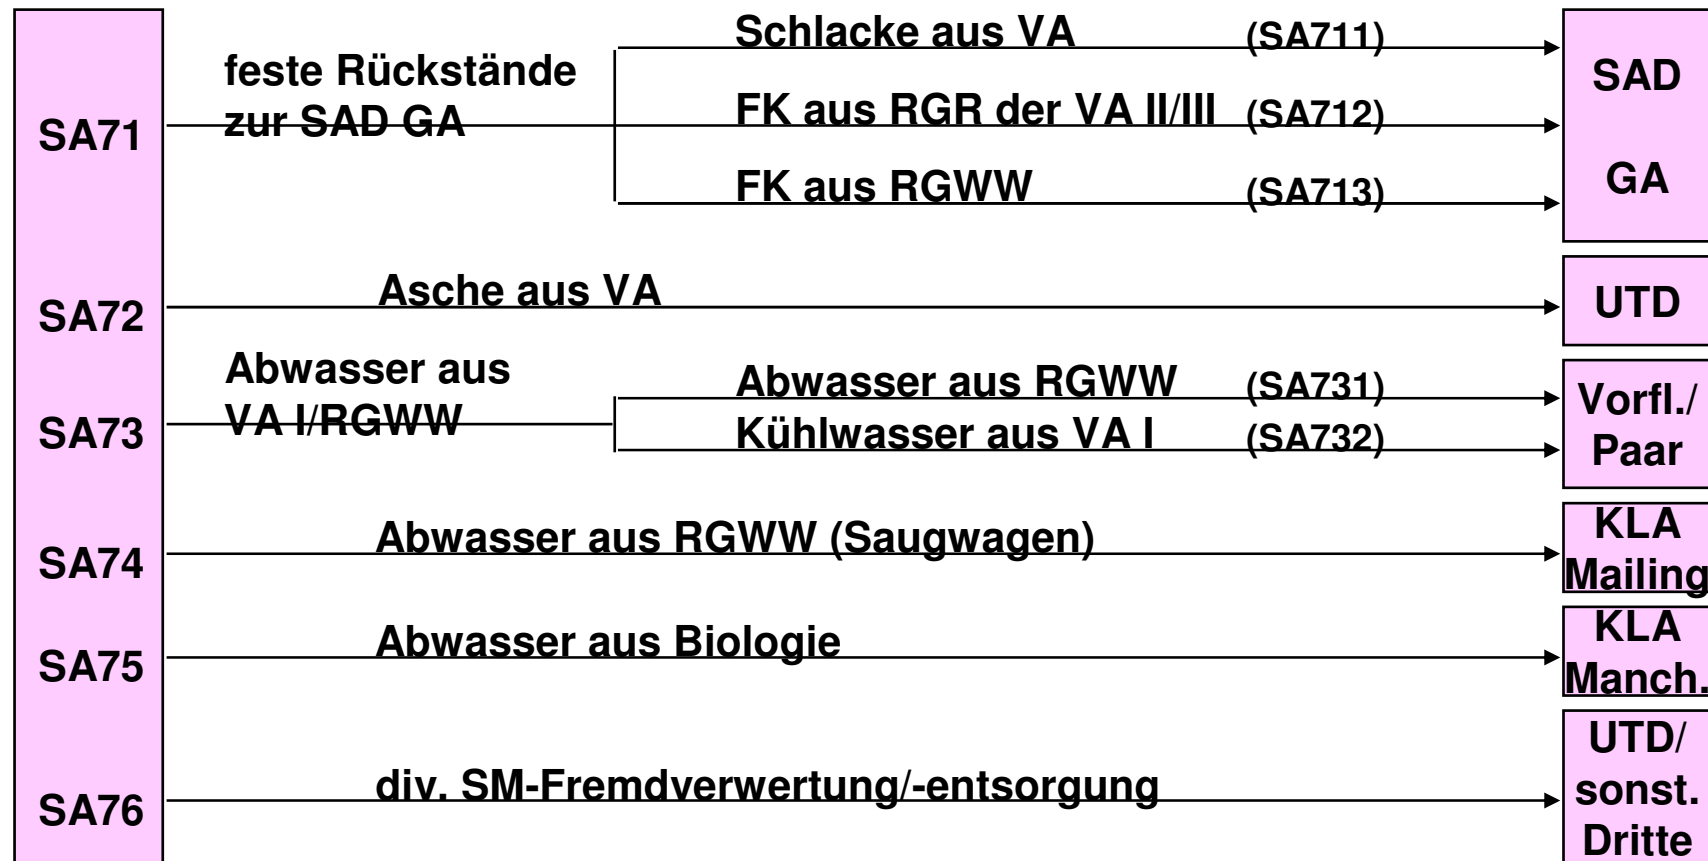 SA71
feste Rückstände
zur SAD GA
Schlacke aus VA (SA711)
FK aus RGR der VA II/III (SA712)
FK aus RGWW (SA713)
SAD
GA
SA72
Asche aus VA
UTD
SA73
Abwasser aus
VA I/RGWW
Abwasser aus RGWW (SA731)
Kühlwasser aus VA I (SA732)
Vorfl./
Paar
SA74
Abwasser aus RGWW (Saugwagen)
KLA
Mailing
SA75
Abwasser aus Biologie
KLA
Manch.
SA76
div. SM-Fremdverwertung/-entsorgung
UTD/
sonst.
Dritte